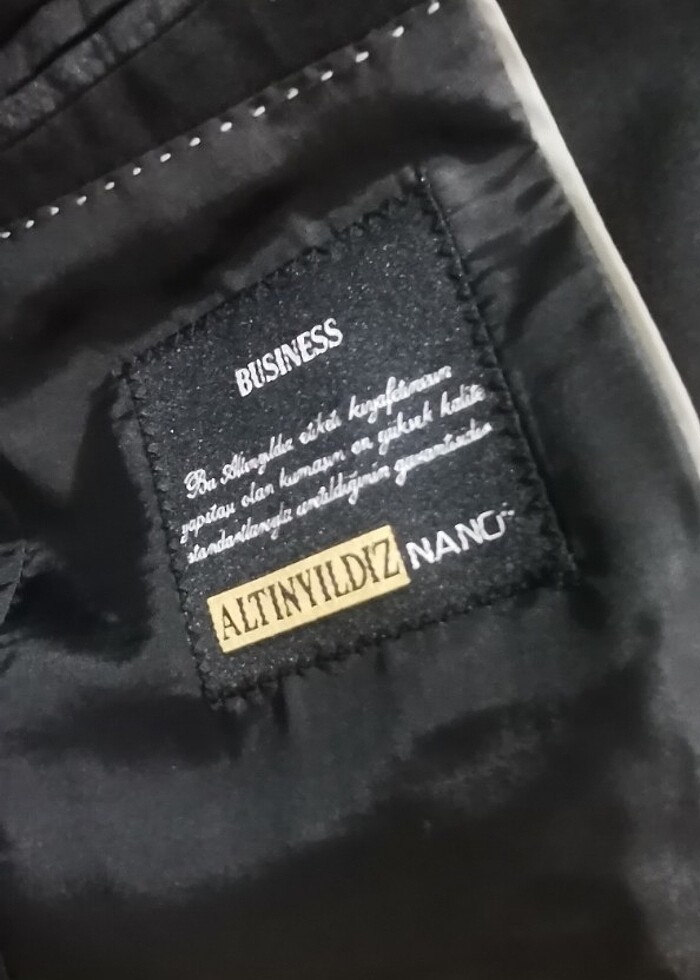 BUSINESS
Bu Altınyıldız etiketi kıyafetinizin
yapıtaşı olan kumaşın en yüksek kalite
standartlarıyla üretildiğinin garantisidir
ALTINYILDIZ NANO